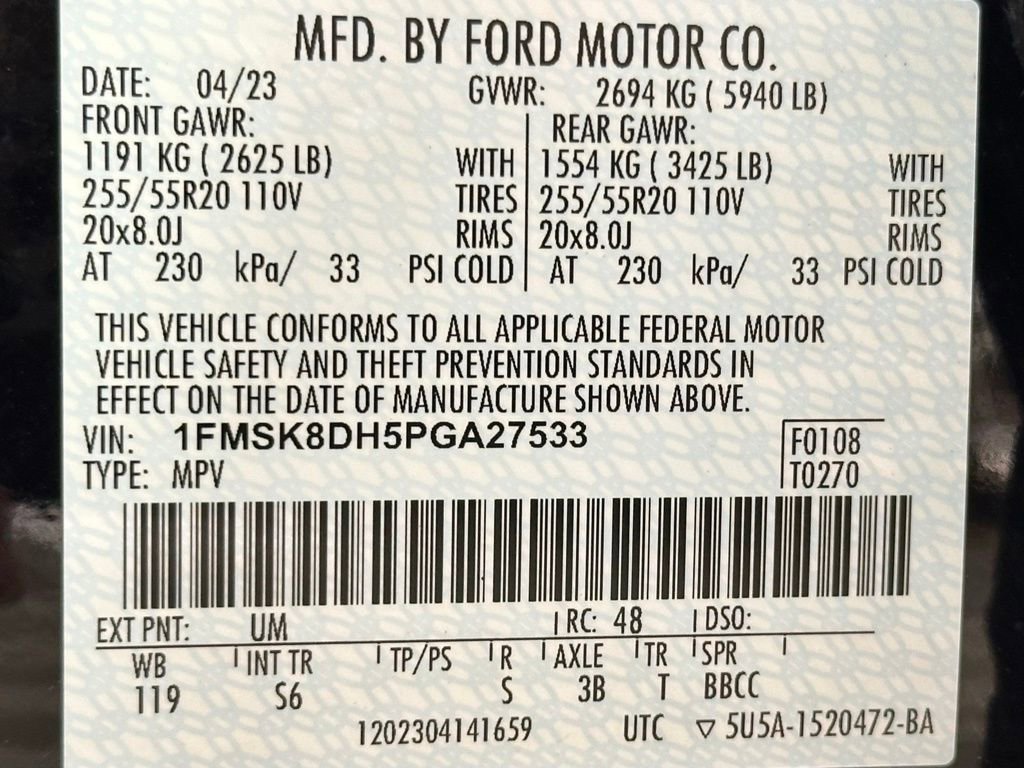 MFD. BY FORD MOTOR CO.
DATE: 04/23 GVWR: 2694 KG ( 5940 LB)
FRONT GAWR: REAR GAWR:
1191 KG ( 2625 LB) WITH 1554 KG ( 3425 LB) WITH
255/55R20 110V TIRES 255/55R20 110V TIRES
20x8.0J RIMS 20x8.0J RIMS
AT 230 kPa/ 33 PSI COLD AT 230 kPa/ 33 PSI COLD
THIS VEHICLE CONFORMS TO ALL APPLICABLE FEDERAL MOTOR
VEHICLE SAFETY AND THEFT PREVENTION STANDARDS IN
EFFECT ON THE DATE OF MANUFACTURE SHOWN ABOVE.
VIN: 1FMSK8DH5PGA27533 F0108
TYPE: MPV T0270
EXT PNT: UM RC: 48 DSO:
WB INT TR TP/PS R AXLE TR SPR
119 S6 S 3B T BBCC
1202304141659 UTC ▽ 5U5A-1520472-BA